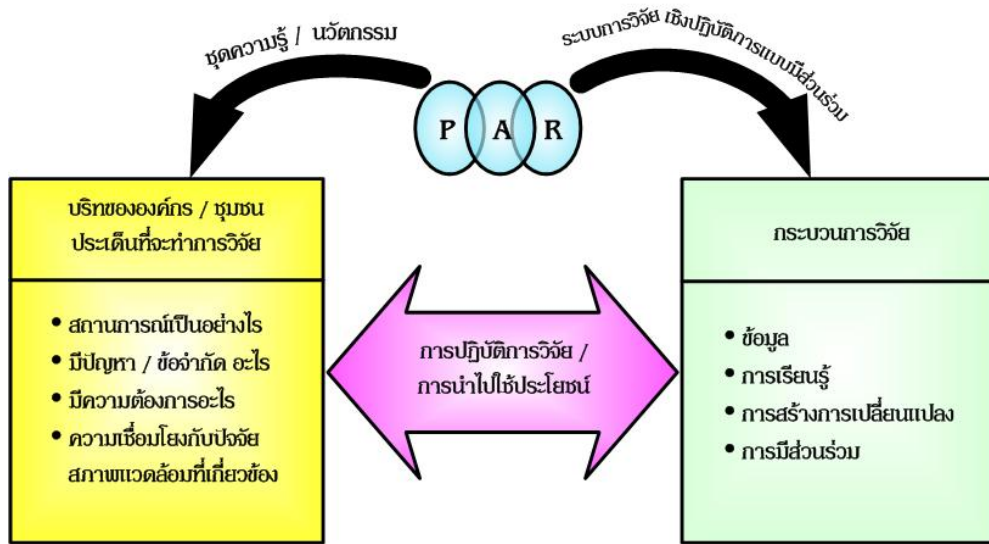 ชุดความรู้ / นวัตกรรม
ระบบการวิจัย เชิงปฏิบัติการแบบมีส่วนร่วม
P A R
บริทขององค์กร / ชุมชน
ประเด็นที่จะทำการวิจัย
• สถานการณ์เป็นอย่างไร
• มีปัญหา / ข้อจำกัด อะไร
• มีความต้องการอะไร
• ความเชื่อมโยงกับปัจจัย
สภาพแวดล้อมที่เกี่ยวข้อง
การปฏิบัติการวิจัย /
การนำไปใช้ประโยชน์
กระบวนการวิจัย
• ข้อมูล
• การเรียนรู้
• การสร้างการเปลี่ยนแปลง
• การมีส่วนร่วม